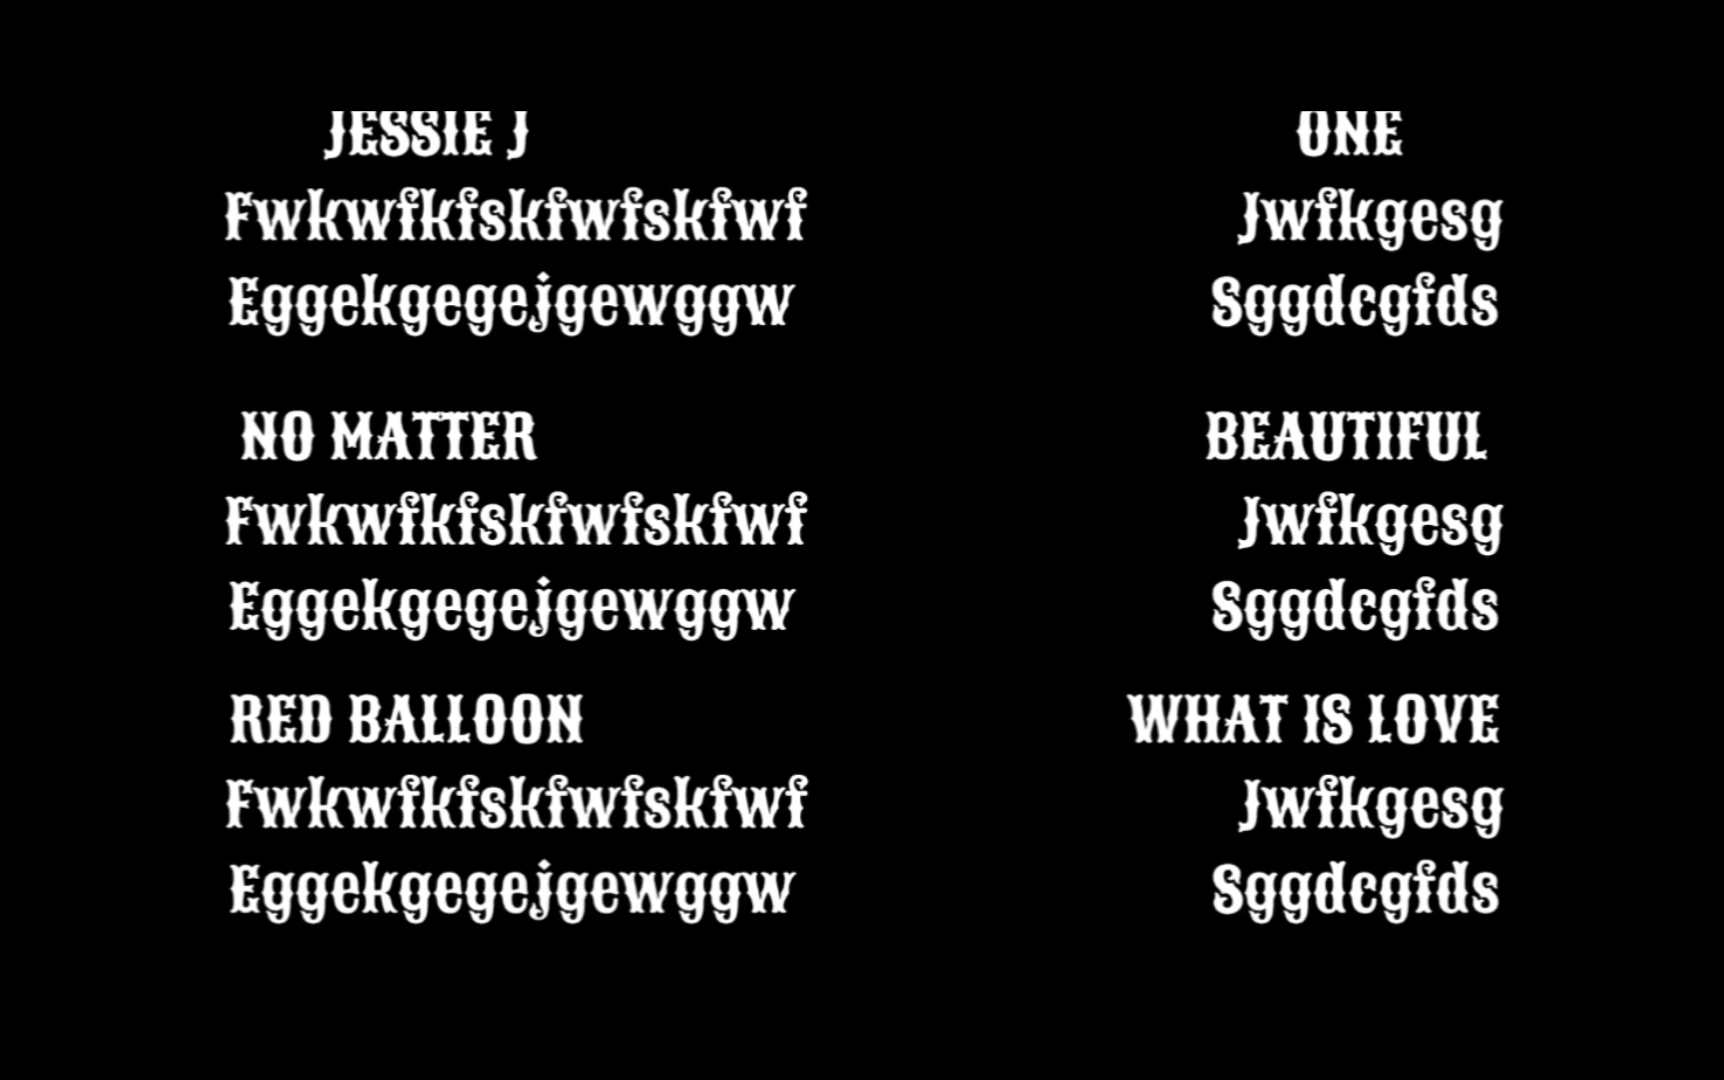 JESSIE J
Fwkwfkfskfwfskfwf
Eggekgegejgewggw
NO MATTER
Fwkwfkfskfwfskfwf
Eggekgegejgewggw
RED BALLOON
Fwkwfkfskfwfskfwf
Eggekgegejgewggw
ONE
Jwfkgesg
Sggdcgfds
BEAUTIFUL
Jwfkgesg
Sggdcgfds
WHAT IS LOVE
Jwfkgesg
Sggdcgfds